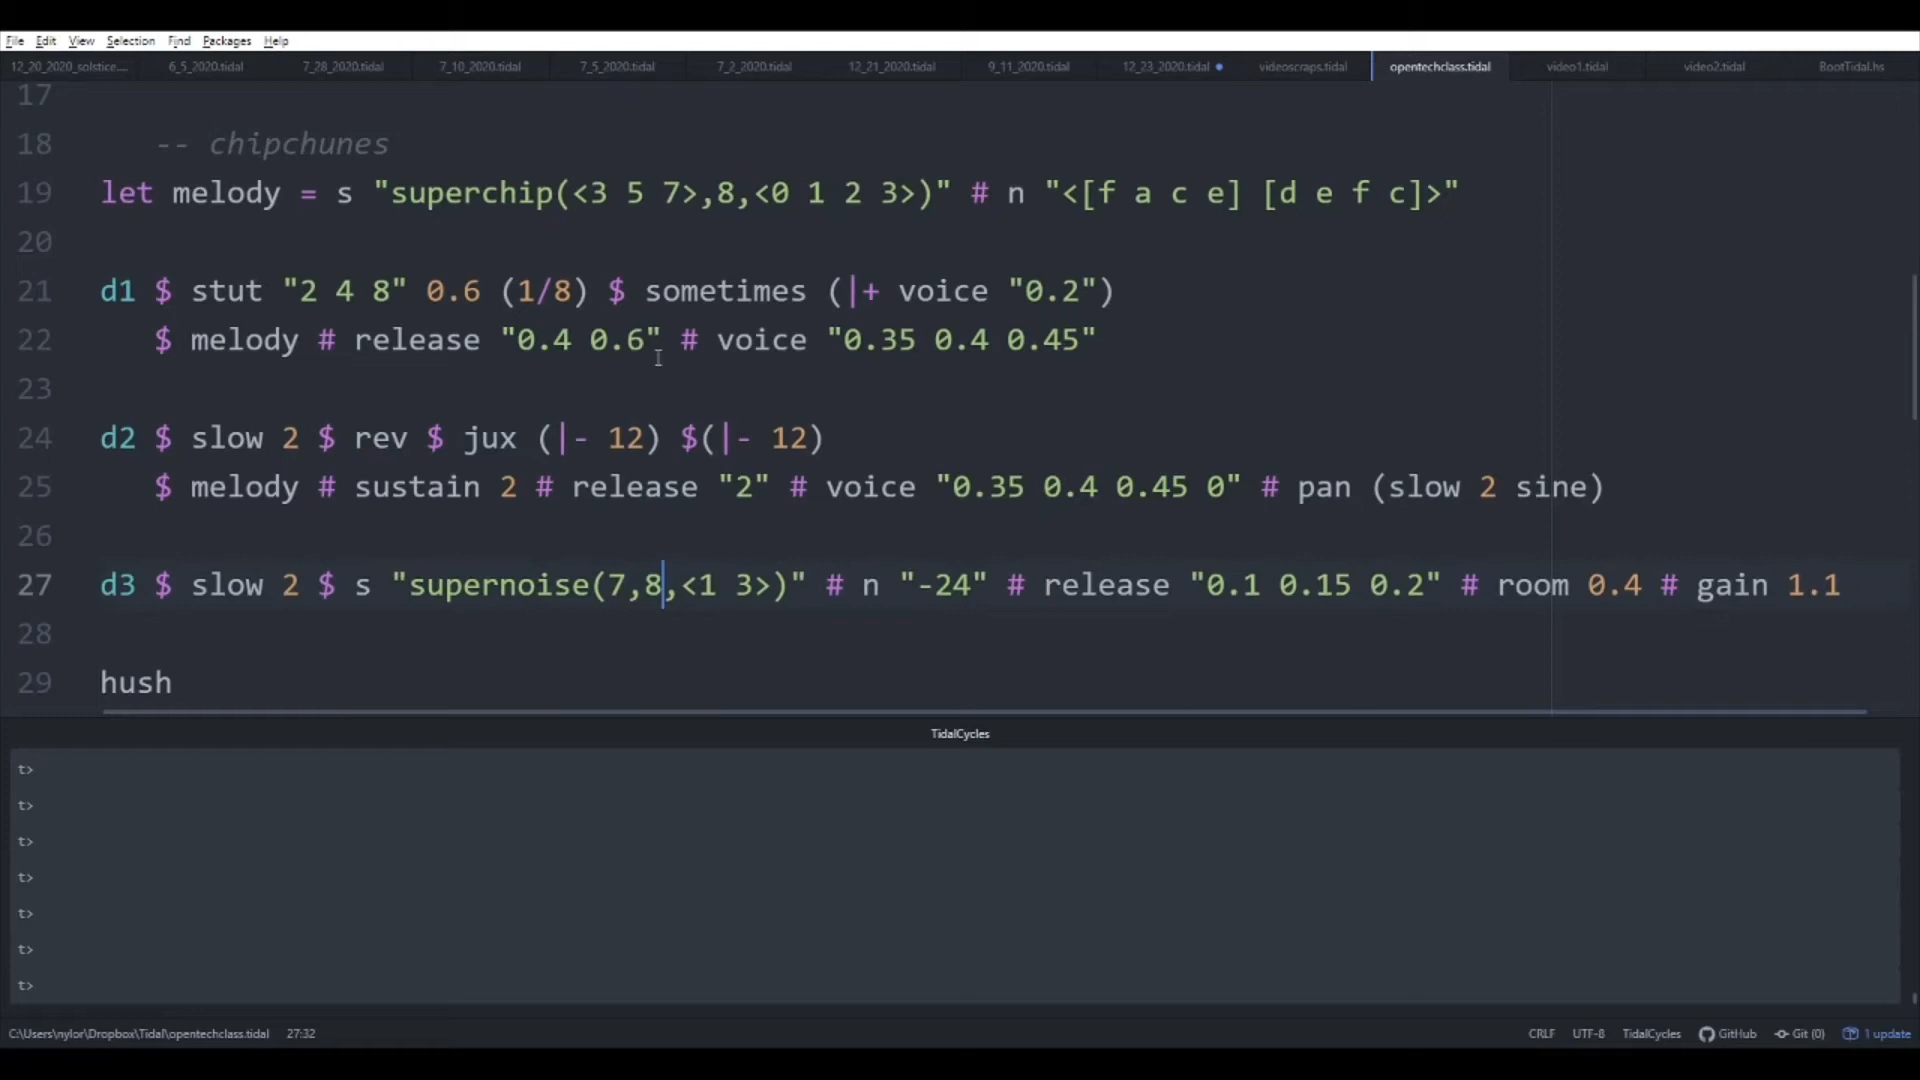 File Edit View Selection Find Packages Help
12_20_2020_solstice.... 6_5_2020.tidal 7_28_2020.tidal 7_10_2020.tidal 7_5_2020.tidal 7_2_2020.tidal 12_21_2020.tidal 9_11_2020.tidal 12_23_2020.tidal videoscraps.tidal opentechclass.tidal video1.tidal video2.tidal BootTidal.hs
17
18 -- chipchunes
19 let melody = s "superchip(<3 5 7>,8,<0 1 2 3>)" # n "<[f a c e] [d e f c]>"
20
21 d1 $ stut "2 4 8" 0.6 (1/8) $ sometimes (|+ voice "0.2")
22 $ melody # release "0.4 0.6" # voice "0.35 0.4 0.45"
23
24 d2 $ slow 2 $ rev $ jux (|- 12) $(|- 12)
25 $ melody # sustain 2 # release "2" # voice "0.35 0.4 0.45 0" # pan (slow 2 sine)
26
27 d3 $ slow 2 $ s "supernoise(7,8,<1 3>)" # n "-24" # release "0.1 0.15 0.2" # room 0.4 # gain 1.1
28
29 hush
TidalCycles
t>
t>
t>
t>
t>
t>
t>
C:\Users\nylor\Dropbox\Tidal\opentechclass.tidal 27:32 CRLF UTF-8 TidalCycles GitHub Git (0) 1 update